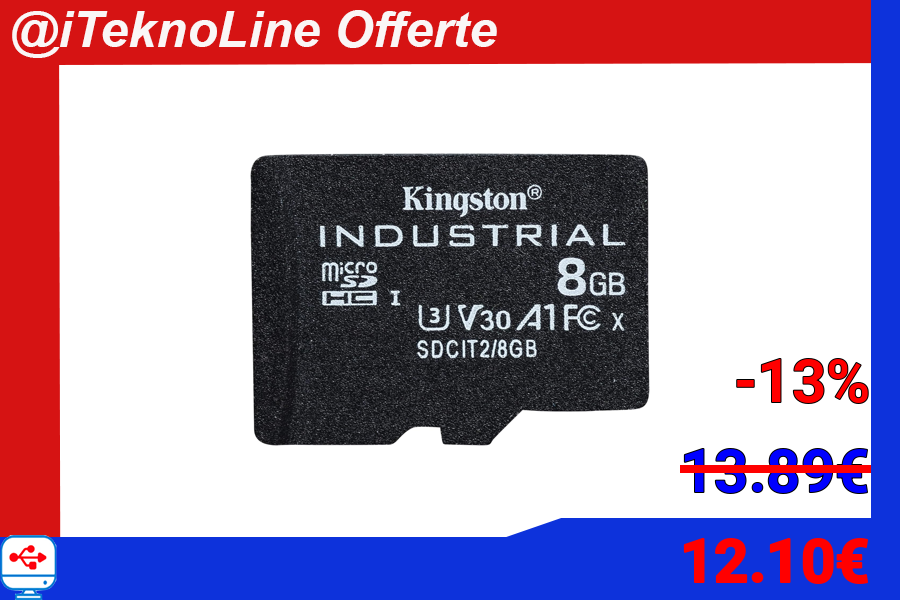 @iTeknoLine Offerte
Kingston®
INDUSTRIAL
micro
SD
HC I
8GB
U3 V30 A1 FC X
SDCIT2/8GB
-13%
13.89€
12.10€